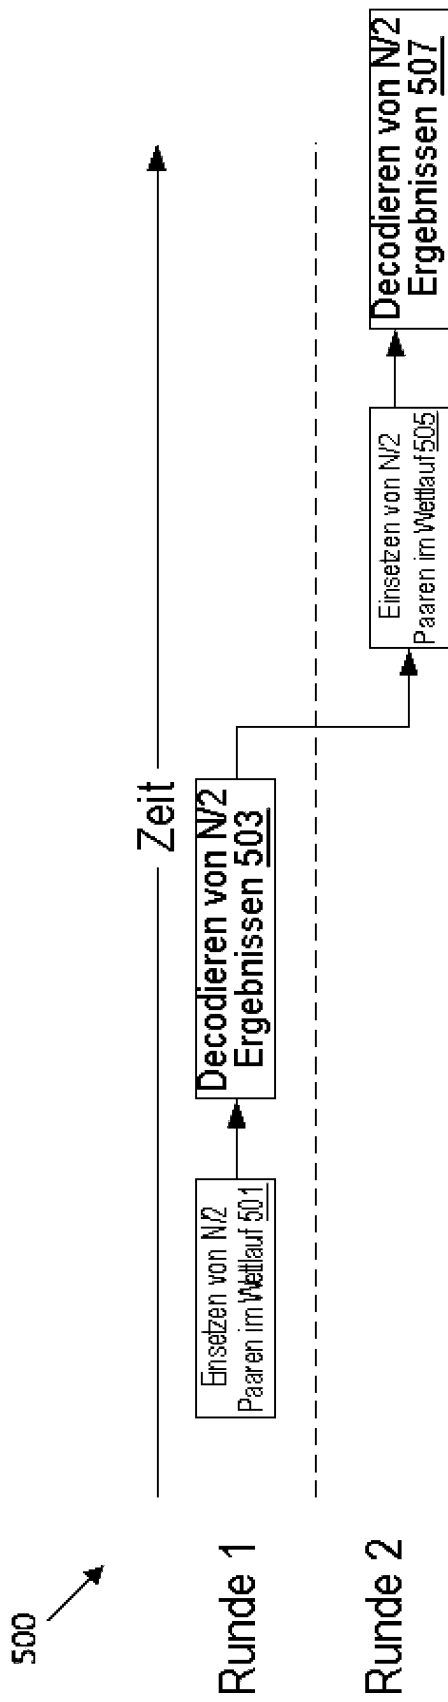 500
Zeit
Runde 1
Einsetzen von N/2
Paaren im Wettlauf 501
Decodieren von N/2
Ergebnissen 503
Runde 2
Einsetzen von N/2
Paaren im Wettlauf 505
Decodieren von N/2
Ergebnissen 507